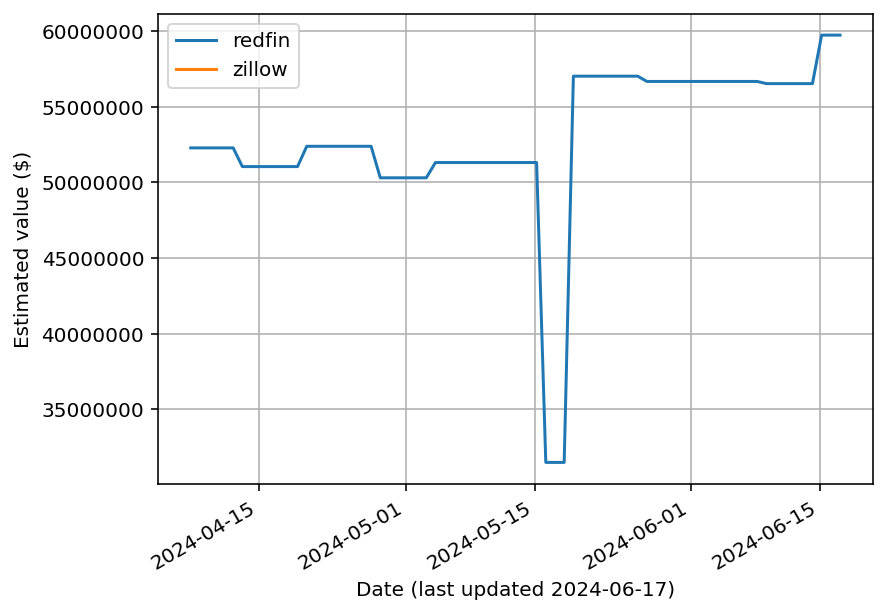 redfin
zillow
60000000
55000000
50000000
45000000
40000000
35000000
Estimated value ($)
2024-04-15
2024-05-01
2024-05-15
2024-06-01
2024-06-15
Date (last updated 2024-06-17)